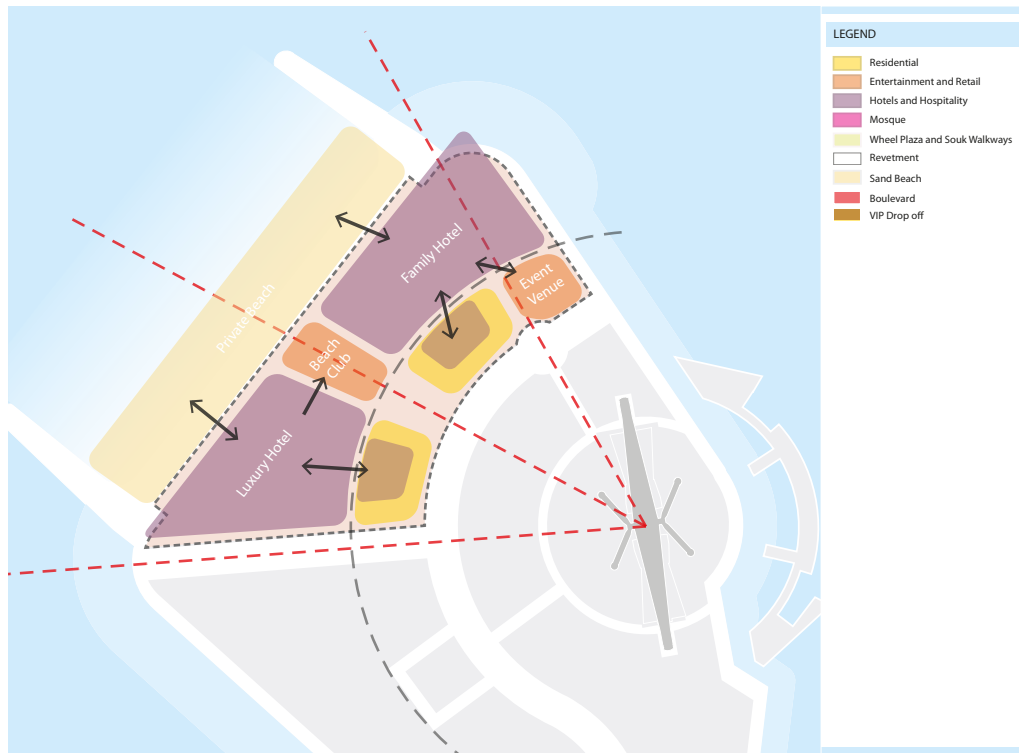 LEGEND
Residential
Entertainment and Retail
Hotels and Hospitality
Mosque
Wheel Plaza and Souk Walkways
Revetment
Sand Beach
Boulevard
VIP Drop off
Family Hotel
Event
Venue
Private Beach
Beach
Club
Luxury Hotel